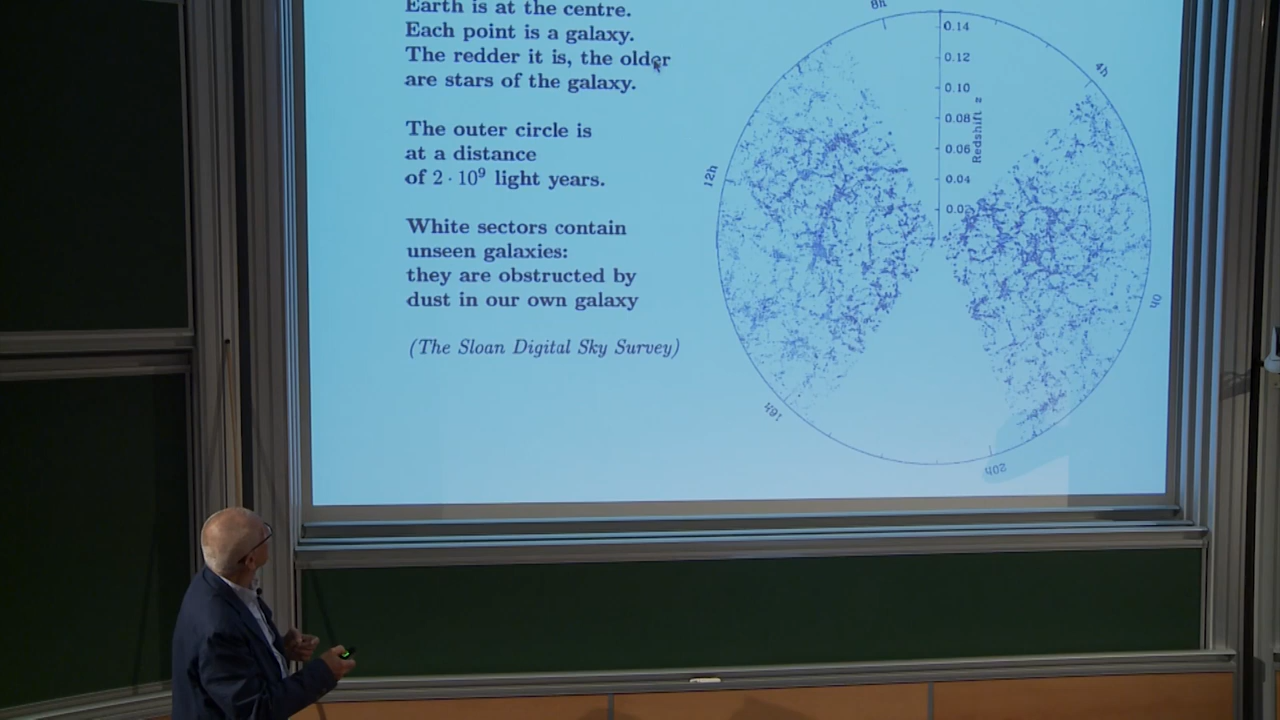 Earth is at the centre.
Each point is a galaxy.
The redder it is, the older
are stars of the galaxy.
The outer circle is
at a distance
of 2 · 10⁹ light years.
White sectors contain
unseen galaxies:
they are obstructed by
dust in our own galaxy
(The Sloan Digital Sky Survey)
8h
4h
0h
20h
16h
12h
0.14
0.12
0.10
0.08
0.06
0.04
0.02
Redshift z